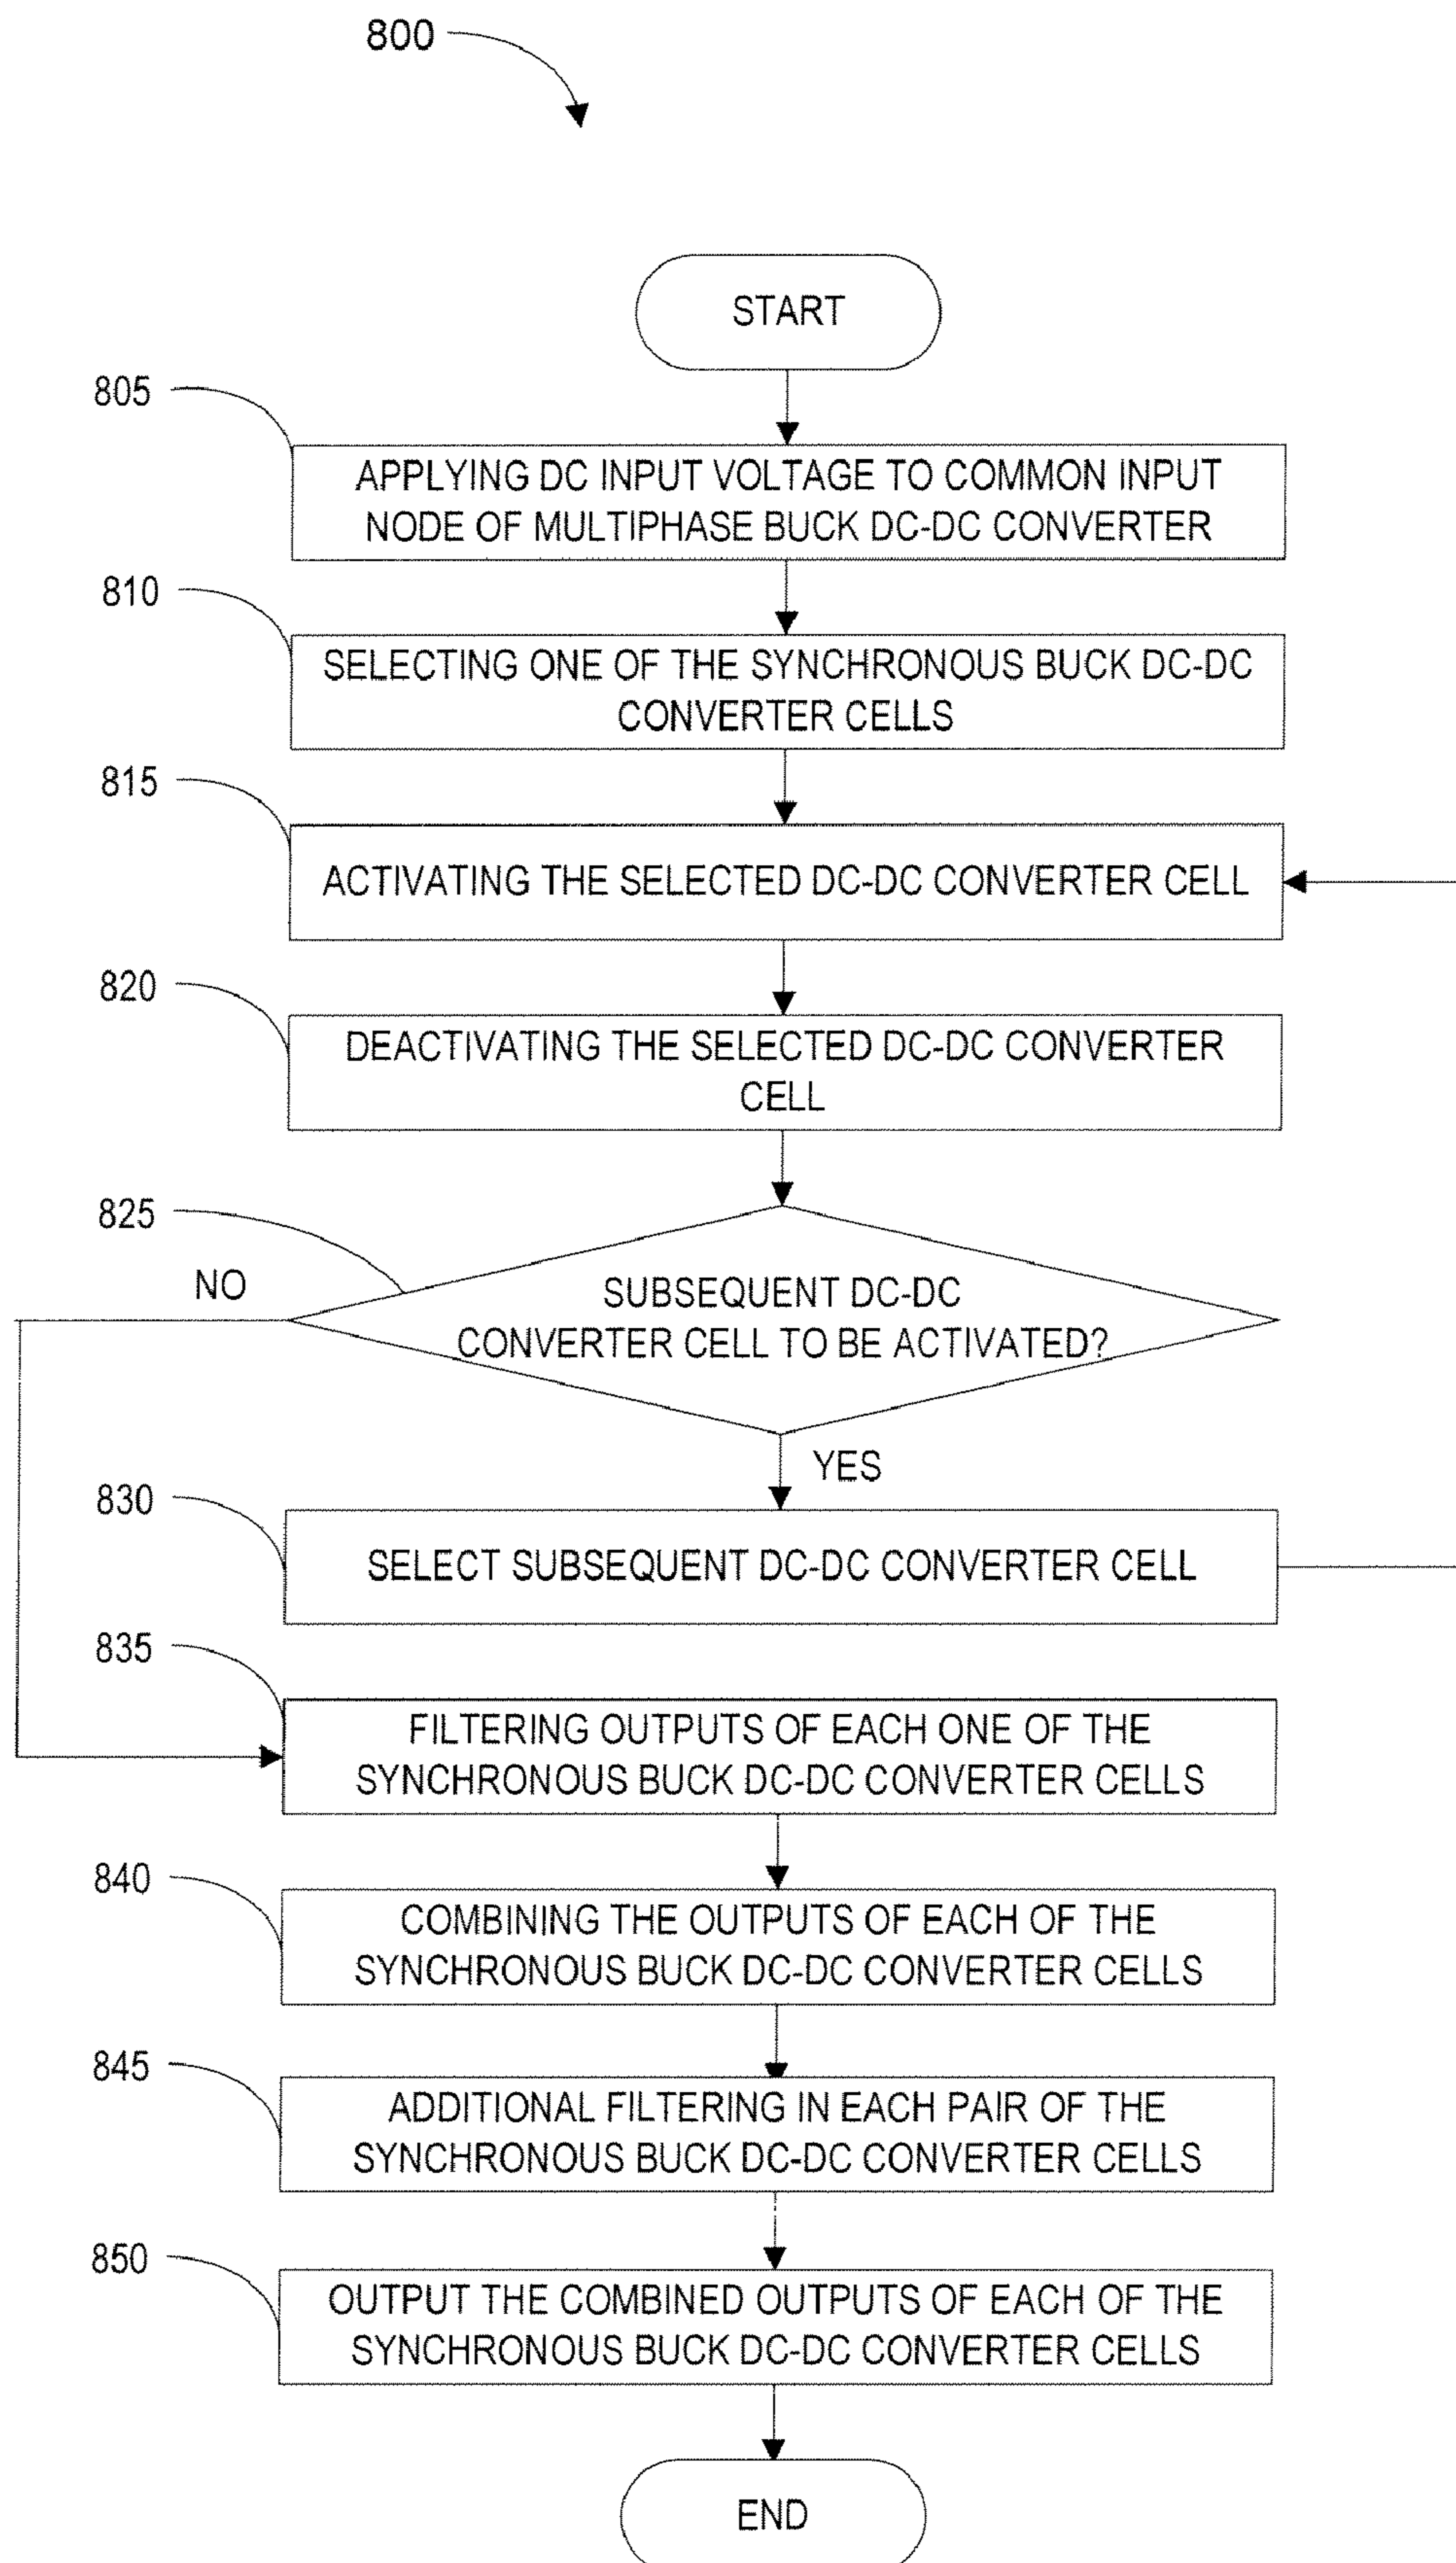 800
START
805
APPLYING DC INPUT VOLTAGE TO COMMON INPUT
NODE OF MULTIPHASE BUCK DC-DC CONVERTER
810
SELECTING ONE OF THE SYNCHRONOUS BUCK DC-DC
CONVERTER CELLS
815
ACTIVATING THE SELECTED DC-DC CONVERTER CELL
820
DEACTIVATING THE SELECTED DC-DC CONVERTER
CELL
825
NO
SUBSEQUENT DC-DC
CONVERTER CELL TO BE ACTIVATED?
YES
830
SELECT SUBSEQUENT DC-DC CONVERTER CELL
835
FILTERING OUTPUTS OF EACH ONE OF THE
SYNCHRONOUS BUCK DC-DC CONVERTER CELLS
840
COMBINING THE OUTPUTS OF EACH OF THE
SYNCHRONOUS BUCK DC-DC CONVERTER CELLS
845
ADDITIONAL FILTERING IN EACH PAIR OF THE
SYNCHRONOUS BUCK DC-DC CONVERTER CELLS
850
OUTPUT THE COMBINED OUTPUTS OF EACH OF THE
SYNCHRONOUS BUCK DC-DC CONVERTER CELLS
END